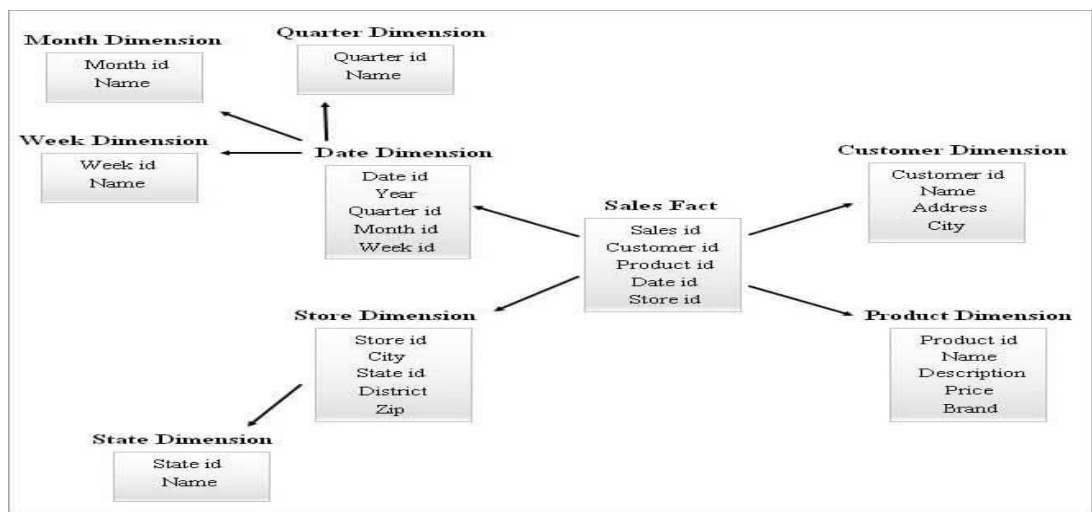 Month Dimension
Month id
Name
Quarter Dimension
Quarter id
Name
Week Dimension
Week id
Name
Date Dimension
Date id
Year
Quarter id
Month id
Week id
Customer Dimension
Customer id
Name
Address
City
Sales Fact
Sales id
Customer id
Product id
Date id
Store id
Store Dimension
Store id
City
State id
District
Zip
Product Dimension
Product id
Name
Description
Price
Brand
State Dimension
State id
Name